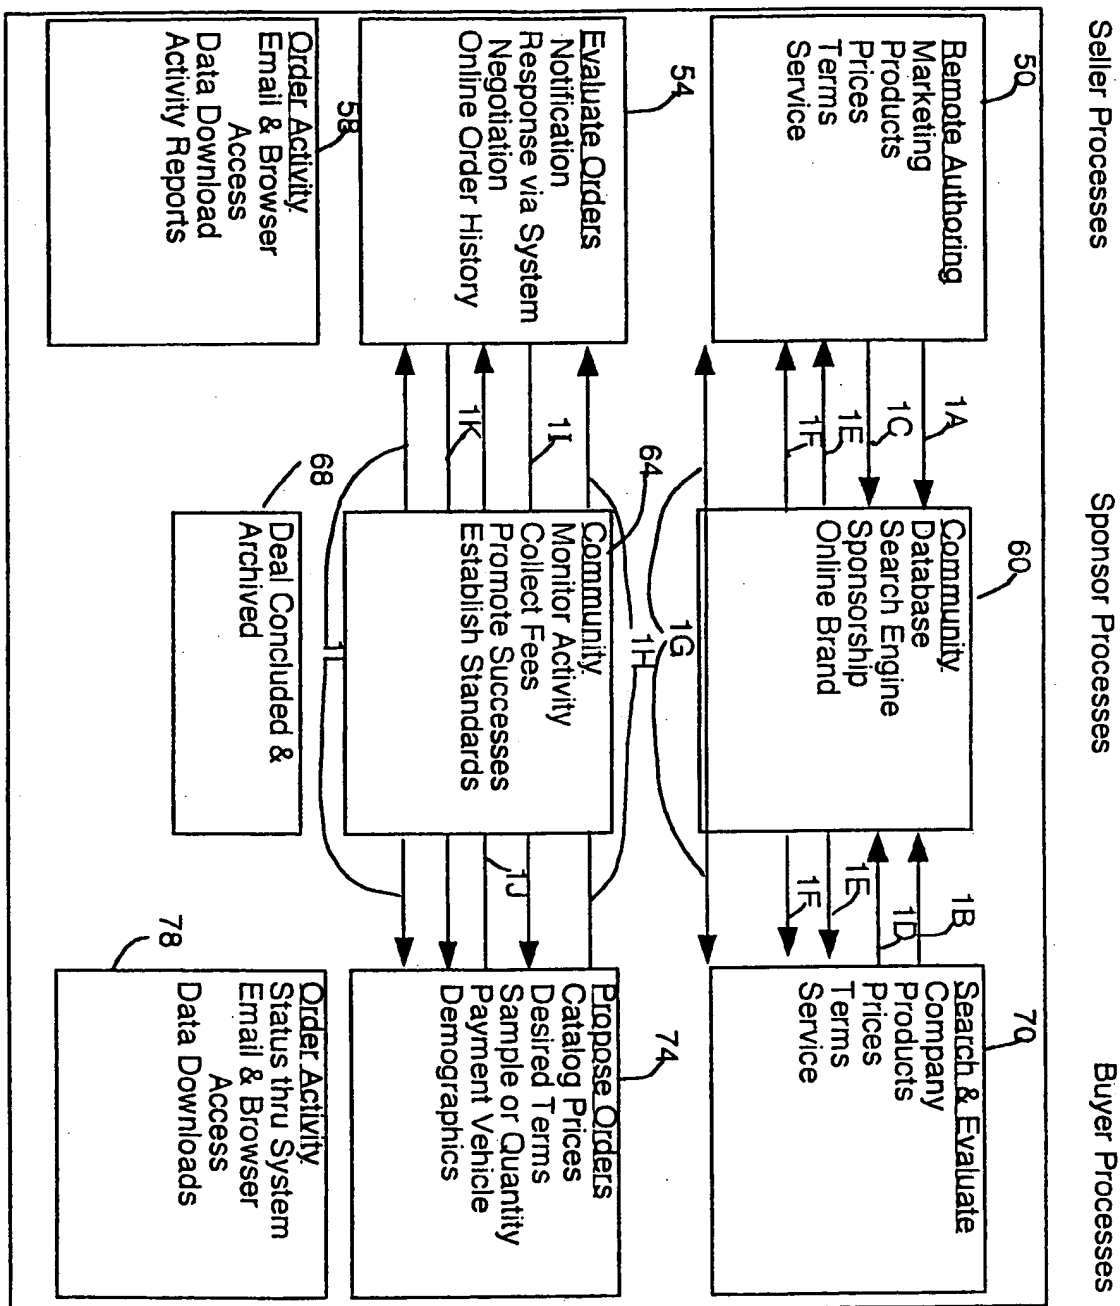 Seller Processes
Sponsor Processes
Buyer Processes
50
Remote Authoring
Marketing
Products
Prices
Terms
Service
1A
1C
1E
1F
60
Community
Database
Search Engine
Sponsorship
Online Brand
1B
1D
1E
1F
70
Search & Evaluate
Company
Products
Prices
Terms
Service
1G
54
Evaluate Orders
Notification
Response via System
Negotiation
Online Order History
1H
1I
1K
64
Community
Monitor Activity
Collect Fees
Promote Successes
Establish Standards
1J
1L
74
Propose Orders
Catalog Prices
Desired Terms
Sample or Quantity
Payment Vehicle
Demographics
58
Order Activity
Email & Browser
Access
Data Download
Activity Reports
68
Deal Concluded &
Archived
78
Order Activity
Status thru System
Email & Browser
Access
Data Downloads